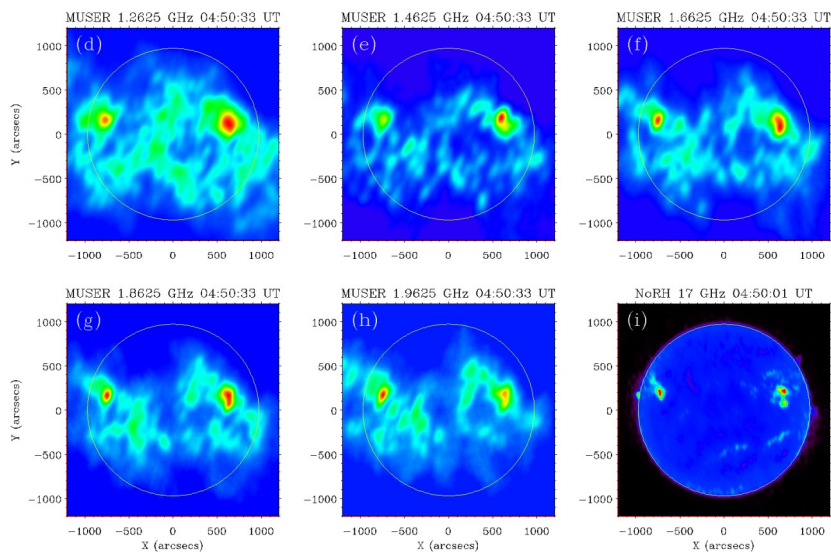 MUSER 1.2625 GHz 04:50:33 UT
MUSER 1.4625 GHz 04:50:33 UT
MUSER 1.6625 GHz 04:50:33 UT
(d)
(e)
(f)
1000
500
0
−500
−1000
Y (arcsecs)
−1000 −500 0 500 1000
1000
500
0
−500
−1000
−1000 −500 0 500 1000
1000
500
0
−500
−1000
−1000 −500 0 500 1000
MUSER 1.8625 GHz 04:50:33 UT
MUSER 1.9625 GHz 04:50:33 UT
NoRH 17 GHz 04:50:01 UT
(g)
(h)
(i)
1000
500
0
−500
−1000
Y (arcsecs)
−1000 −500 0 500 1000
X (arcsecs)
1000
500
0
−500
−1000
−1000 −500 0 500 1000
X (arcsecs)
1000
500
0
−500
−1000
−1000 −500 0 500 1000
X (arcsecs)